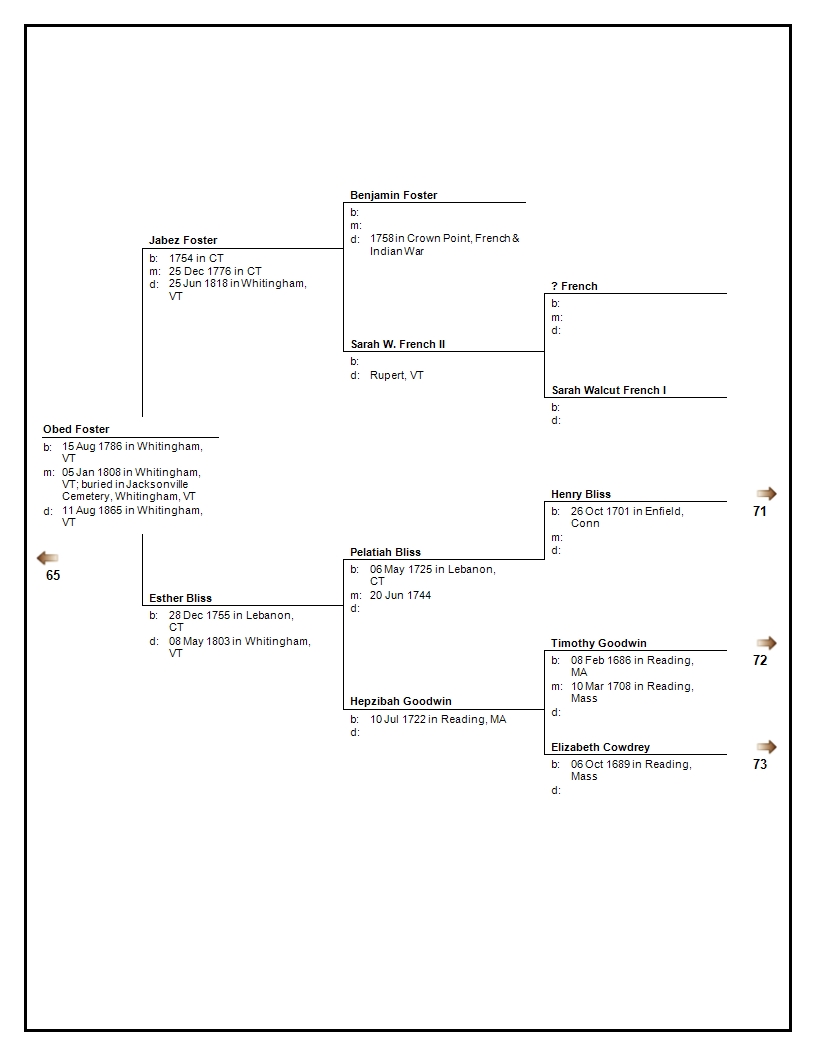 Benjamin Foster
b:
m:
d: 1758 in Crown Point, French &
Indian War
Jabez Foster
b: 1754 in CT
m: 25 Dec 1776 in CT
d: 25 Jun 1818 in Whitingham,
VT
? French
b:
m:
d:
Sarah W. French II
b:
d: Rupert, VT
Sarah Walcut French I
b:
d:
Obed Foster
b: 15 Aug 1786 in Whitingham,
VT
m: 05 Jan 1808 in Whitingham,
VT; buried in Jacksonville
Cemetery, Whitingham, VT
d: 11 Aug 1865 in Whitingham,
VT
65
Henry Bliss
b: 26 Oct 1701 in Enfield,
Conn
m:
d:
71
Pelatiah Bliss
b: 06 May 1725 in Lebanon,
CT
m: 20 Jun 1744
d:
Esther Bliss
b: 28 Dec 1755 in Lebanon,
CT
d: 08 May 1803 in Whitingham,
VT
Timothy Goodwin
b: 08 Feb 1686 in Reading,
MA
m: 10 Mar 1708 in Reading,
Mass
d:
72
Hepzibah Goodwin
b: 10 Jul 1722 in Reading, MA
d:
Elizabeth Cowdrey
b: 06 Oct 1689 in Reading,
Mass
d:
73